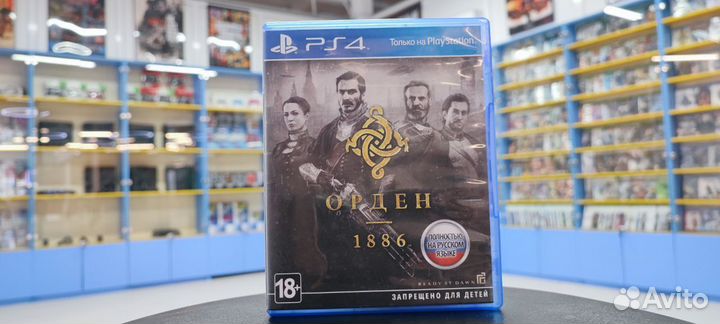 PS4
Только на PlayStation
ОРДЕН
1886
ПОЛНОСТЬЮ
НА РУССКОМ
ЯЗЫКЕ
READY AT DAWN
18+
ЗАПРЕЩЕНО ДЛЯ ДЕТЕЙ
Avito